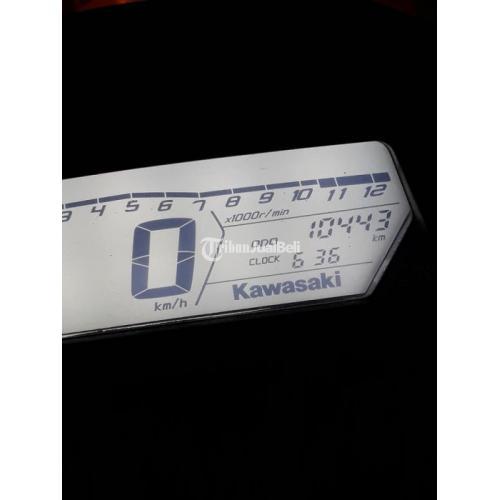 3 4 5 6 7 8 9 10 11 12
x1000r/min
ODO 10443 km
CLOCK 6 36
0
km/h
Kawasaki
TribunJualBeli